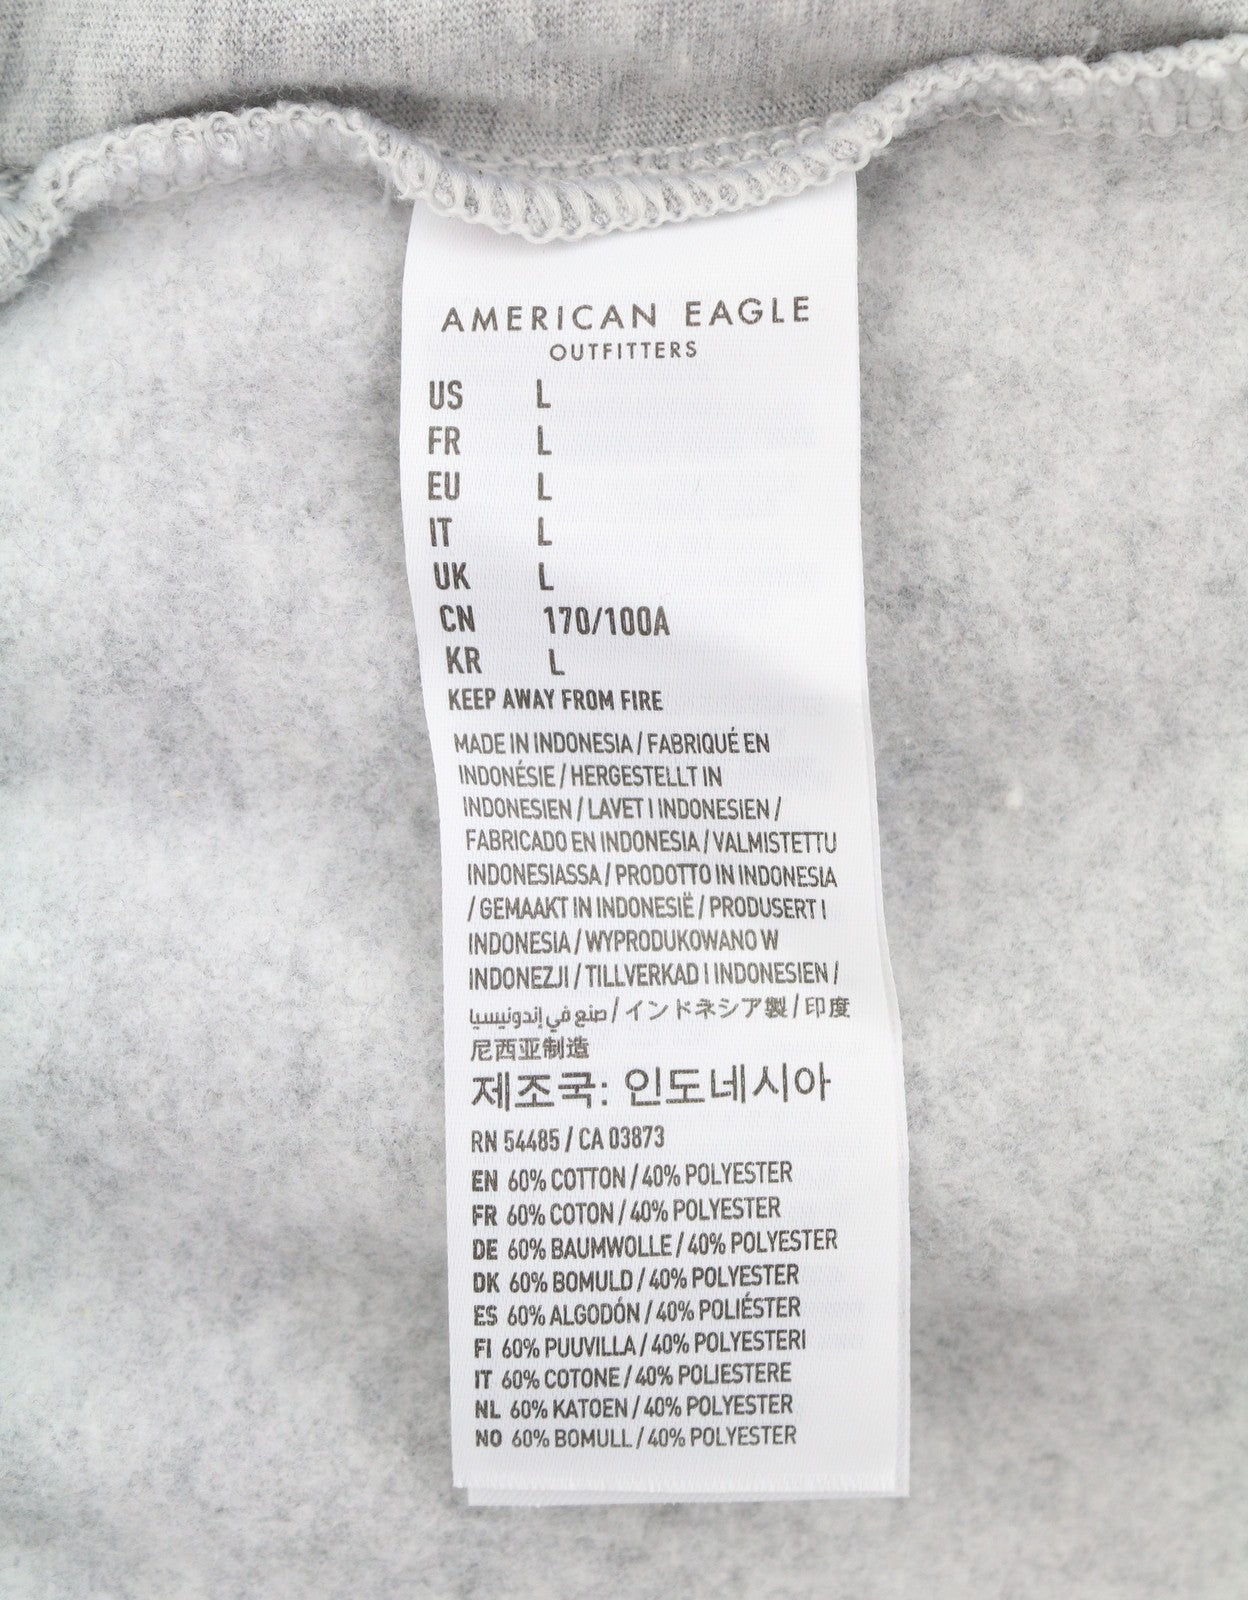 AMERICAN EAGLE
OUTFITTERS
US L
FR L
EU L
IT L
UK L
CN 170/100A
KR L
KEEP AWAY FROM FIRE
MADE IN INDONESIA / FABRIQUÉ EN
INDONÉSIE / HERGESTELLT IN
INDONESIEN / LAVET I INDONESIEN /
FABRICADO EN INDONESIA / VALMISTETTU
INDONESIASSA / PRODOTTO IN INDONESIA
/ GEMAAKT IN INDONESIË / PRODUSERT I
INDONESIA / WYPRODUKOWANO W
INDONEZJI / TILLVERKAD I INDONESIEN /
صنع في إندونيسيا / インドネシア製 / 印度
尼西亚制造
제조국: 인도네시아
RN 54485 / CA 03873
EN 60% COTTON / 40% POLYESTER
FR 60% COTON / 40% POLYESTER
DE 60% BAUMWOLLE / 40% POLYESTER
DK 60% BOMULD / 40% POLYESTER
ES 60% ALGODÓN / 40% POLIÉSTER
FI 60% PUUVILLA / 40% POLYESTERI
IT 60% COTONE / 40% POLIESTERE
NL 60% KATOEN / 40% POLYESTER
NO 60% BOMULL / 40% POLYESTER